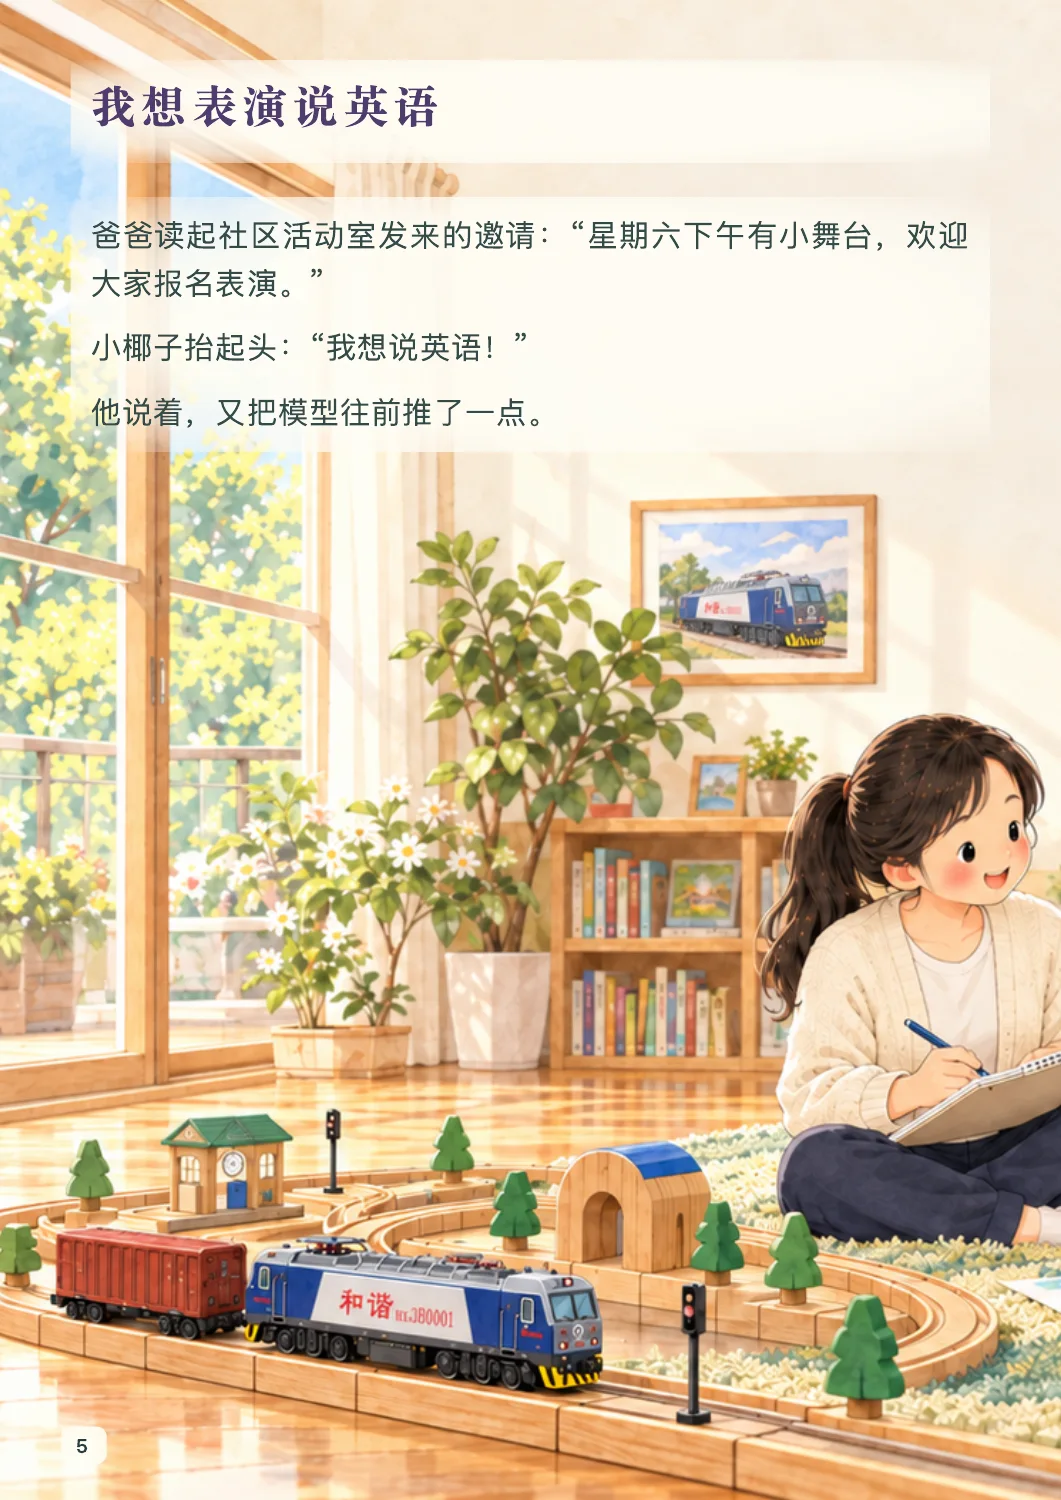 我想表演说英语
爸爸读起社区活动室发来的邀请：“星期六下午有小舞台，欢迎
大家报名表演。”
小椰子抬起头：“我想说英语！”
他说着，又把模型往前推了一点。
和谐
和谐 HXD380001
5